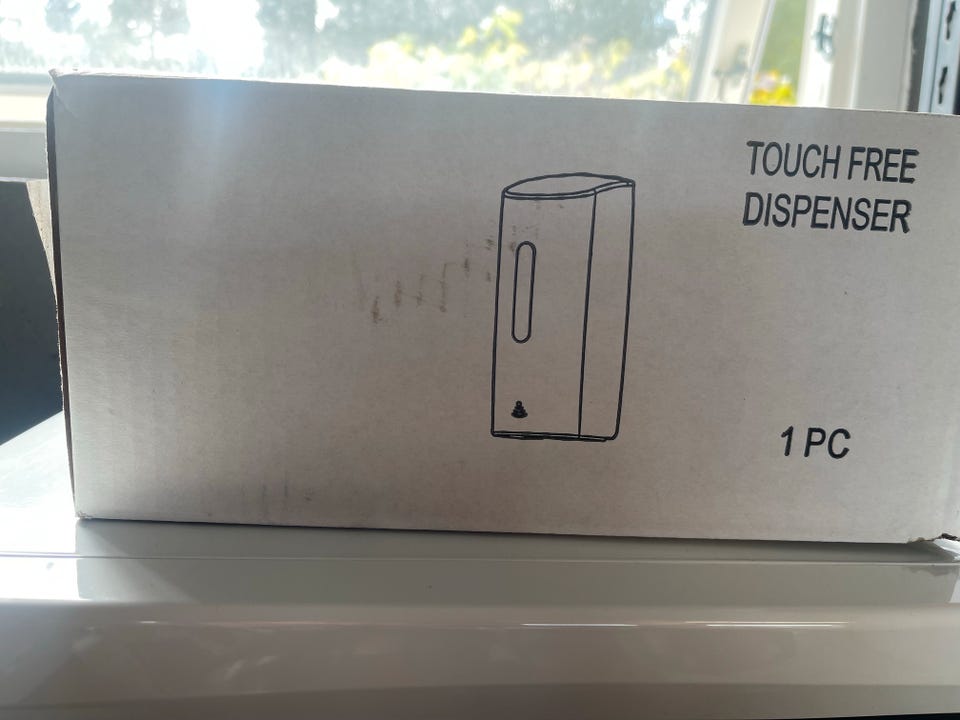 TOUCH FREE
DISPENSER
1 PC